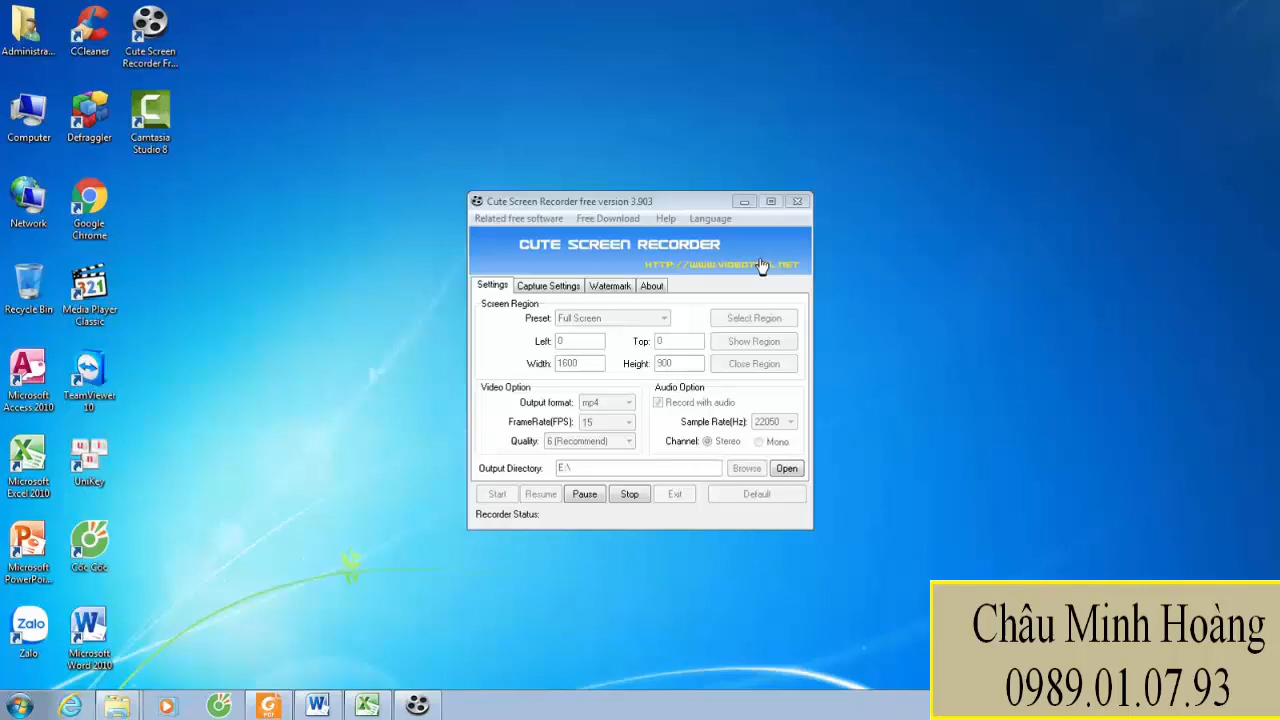 Administra...
CCleaner
Cute Screen
Recorder Fr...
Computer
Defraggler
Camtasia
Studio 8
Network
Google
Chrome
Recycle Bin
Media Player
Classic
Microsoft
Access 2010
TeamViewer
10
Microsoft
Excel 2010
UniKey
Microsoft
PowerPoi...
Cốc Cốc
Zalo
Zalo
Microsoft
Word 2010
Cute Screen Recorder free version 3.903
Related free software Free Download Help Language
CUTE SCREEN RECORDER
Settings Capture Settings Watermark About
Screen Region
Preset: Full Screen Select Region
Left: 0 Top: 0 Show Region
Width: 1600 Height: 900 Close Region
Video Option Audio Option
Output format: mp4 Record with audio
FrameRate(FPS): 15 Sample Rate(Hz): 22050
Quality: 6 (Recommend) Channel: Stereo Mono
Output Directory: E:\ Browse Open
Start Resume Pause Stop Exit Default
Recorder Status:
Châu Minh Hoàng
0989.01.07.93